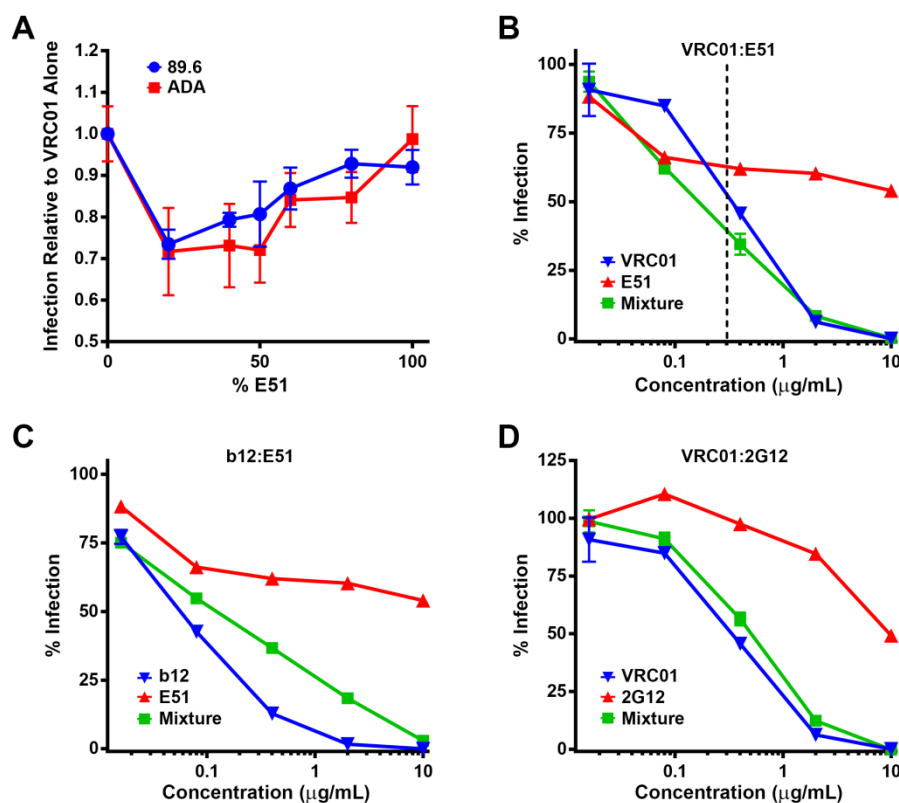 A
Infection Relative to VRC01 Alone
1.2
1.1
1.0
0.9
0.8
0.7
0.6
0.5
89.6
ADA
0
50
100
% E51
B
VRC01:E51
% Infection
100
75
50
25
0
VRC01
E51
Mixture
0.1
1
10
Concentration (μg/mL)
C
b12:E51
% Infection
100
75
50
25
0
b12
E51
Mixture
0.1
1
10
Concentration (μg/mL)
D
VRC01:2G12
% Infection
125
100
75
50
25
0
VRC01
2G12
Mixture
0.1
1
10
Concentration (μg/mL)